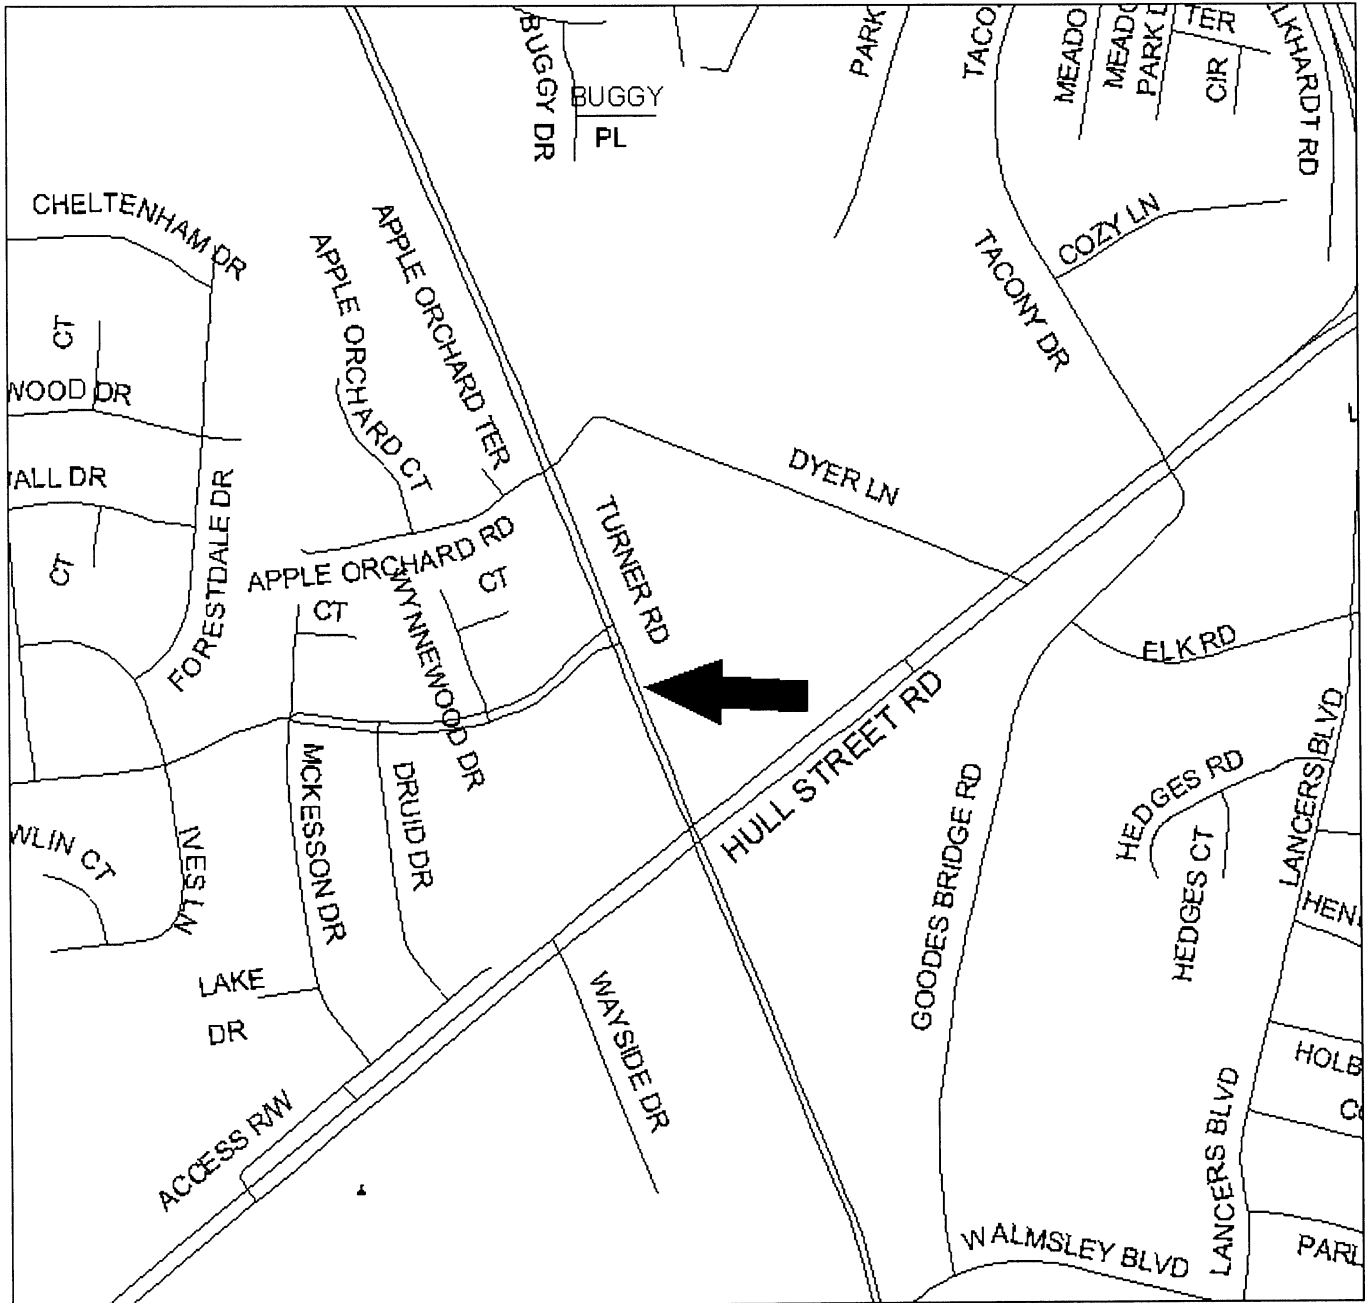 BUGGY DR
BUGGY
PL
PARK
TACO
MEADO
MEADO
PARK D
TER
CIR
LKHARDT RD
CHELTENHAM DR
APPLE ORCHARD TER
APPLE ORCHARD CT
COZY LN
TACONY DR
CT
WOOD DR
ALL DR
DYER LN
FORESTDALE DR
TURNER RD
APPLE ORCHARD RD
CT
CT
CT
WYNNEWOOD DR
ELK RD
HULL STREET RD
LANCERS BLVD
MCKESSON DR
DRUID DR
HEDGES RD
HEDGES CT
GOODES BRIDGE RD
WLIN CT
IVES LN
HEN
LAKE
DR
WAYSIDE DR
HOLB
ACCESS R/W
LANCERS BLVD
WALMSLEY BLVD
PARL